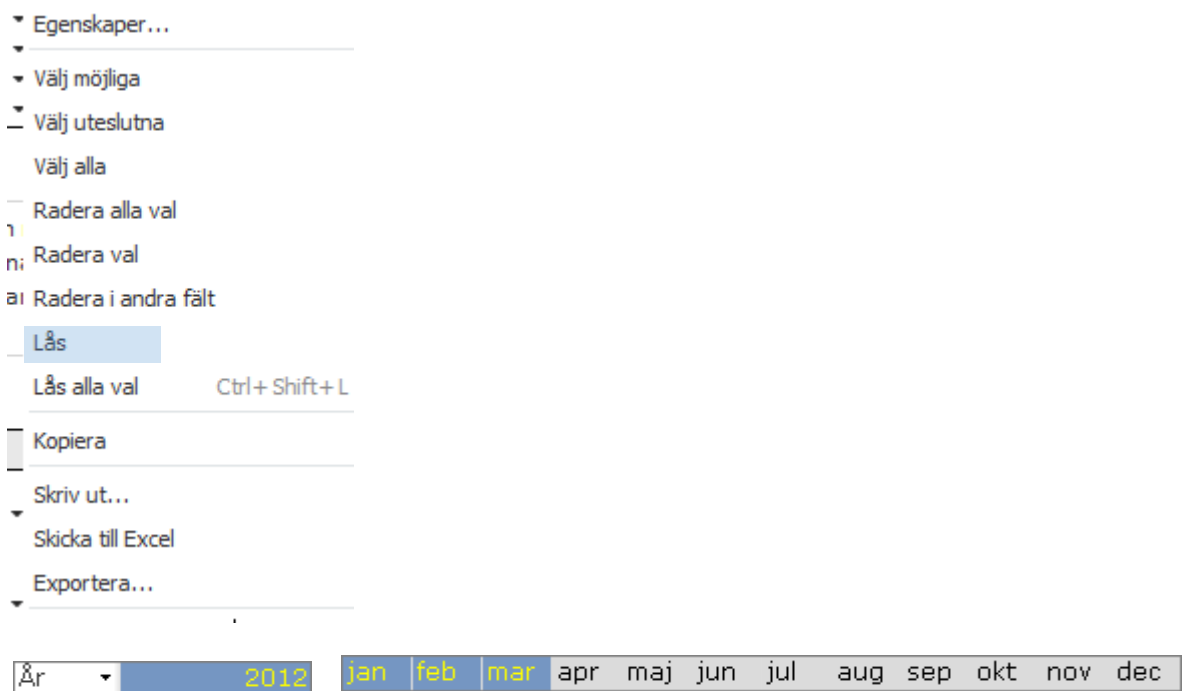 Egenskaper...
Välj möjliga
Välj uteslutna
Välj alla
Radera alla val
Radera val
Radera i andra fält
Lås
Lås alla val Ctrl+Shift+L
Kopiera
Skriv ut...
Skicka till Excel
Exportera...
År 2012 jan feb mar apr maj jun jul aug sep okt nov dec